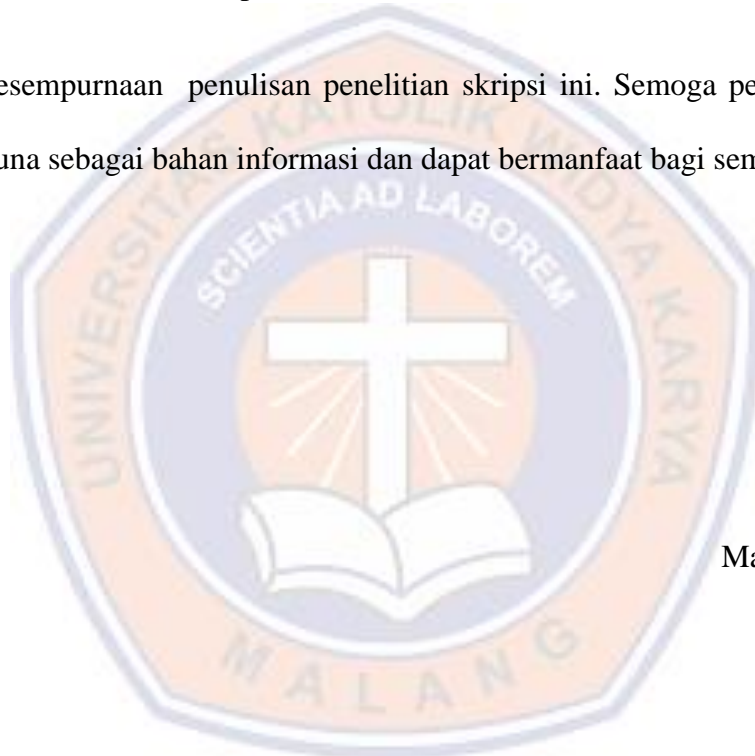 esempurnaan penulisan penelitian skripsi ini. Semoga pe
una sebagai bahan informasi dan dapat bermanfaat bagi sem
UNIVERSITAS KATOLIK WIDYA KARYA
SCIENTIA AD LABOREM
Ma
MALANG